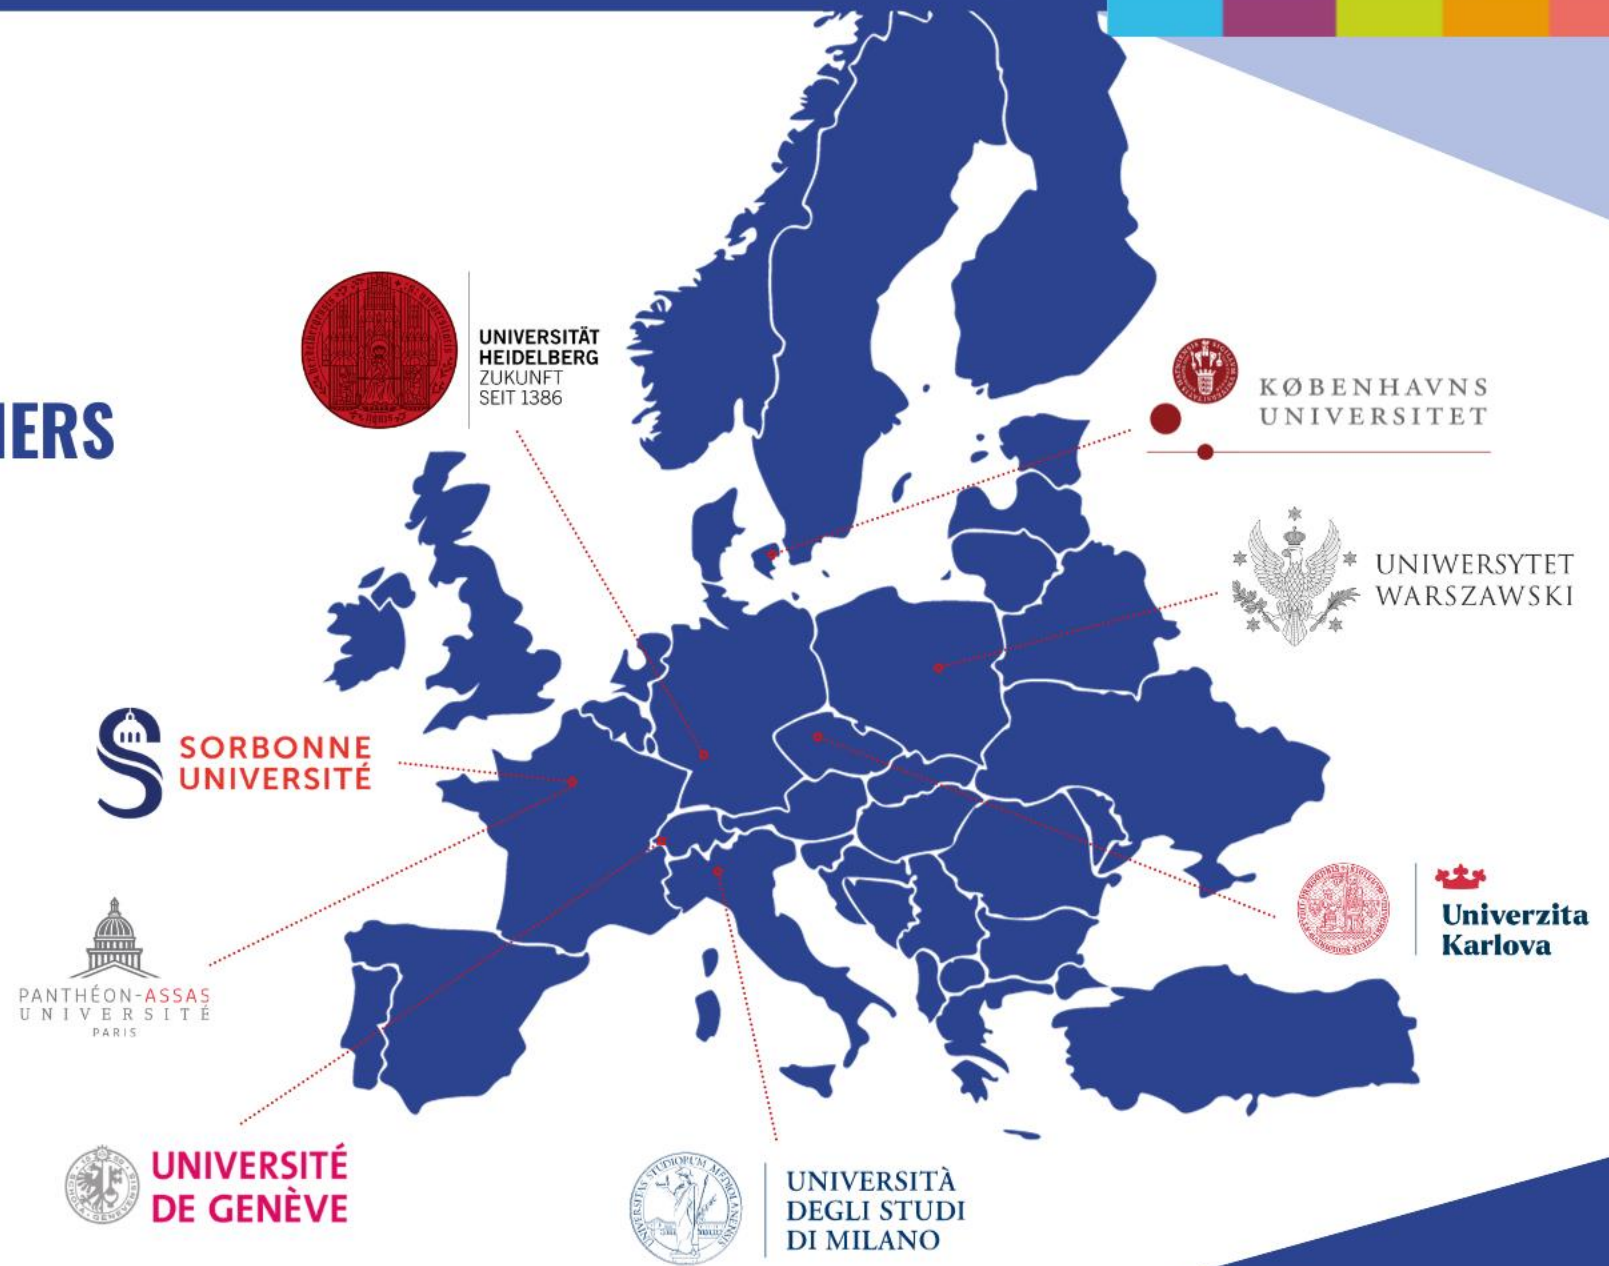 IERS
UNIVERSITÄT
HEIDELBERG
ZUKUNFT
SEIT 1386
KØBENHAVNS
UNIVERSITET
UNIWERSYTET
WARSZAWSKI
SORBONNE
UNIVERSITÉ
Univerzita
Karlova
PANTHÉON-ASSAS
UNIVERSITÉ
PARIS
UNIVERSITÉ
DE GENÈVE
UNIVERSITÀ
DEGLI STUDI
DI MILANO